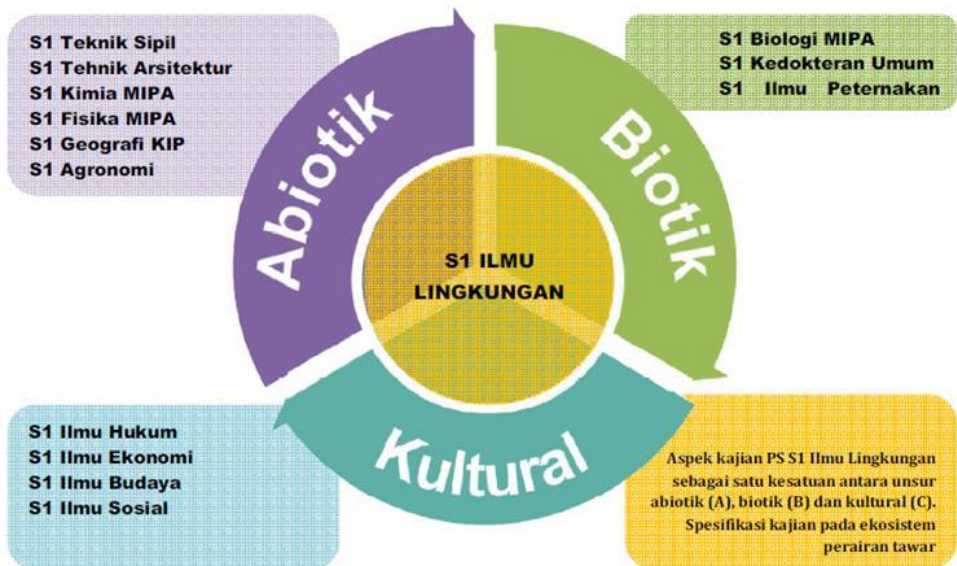 S1 Teknik Sipil
S1 Tehnik Arsitektur
S1 Kimia MIPA
S1 Fisika MIPA
S1 Geografi KIP
S1 Agronomi
Abiotik
Biotik
S1 Biologi MIPA
S1 Kedokteran Umum
S1 Ilmu Peternakan
S1 ILMU
LINGKUNGAN
S1 Ilmu Hukum
S1 Ilmu Ekonomi
S1 Ilmu Budaya
S1 Ilmu Sosial
Kultural
Aspek kajian PS S1 Ilmu Lingkungan
sebagai satu kesatuan antara unsur
abiotik (A), biotik (B) dan kultural (C).
Spesifikasi kajian pada ekosistem
perairan tawar